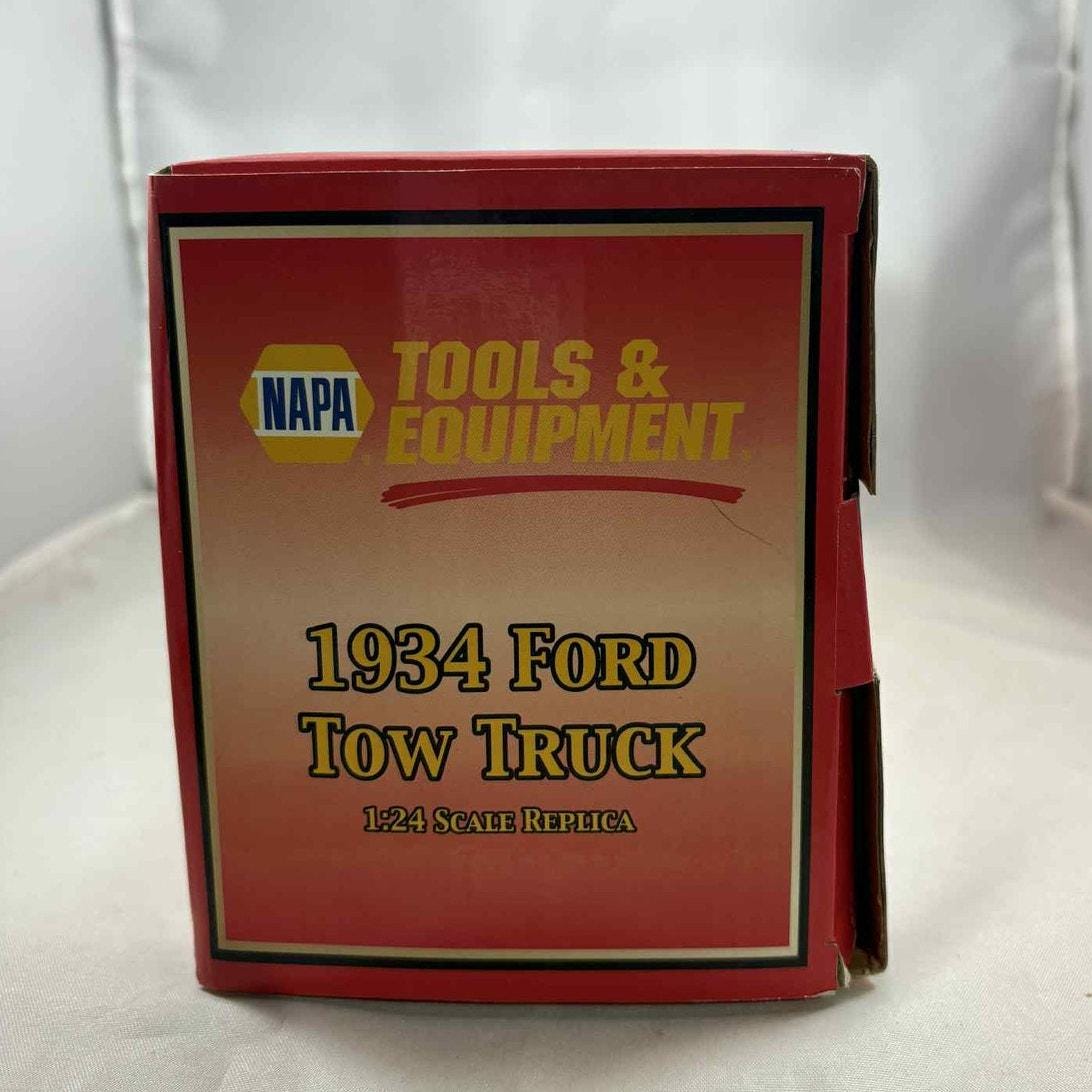 NAPA
TOOLS &
EQUIPMENT
1934 FORD
TOW TRUCK
1:24 SCALE REPLICA